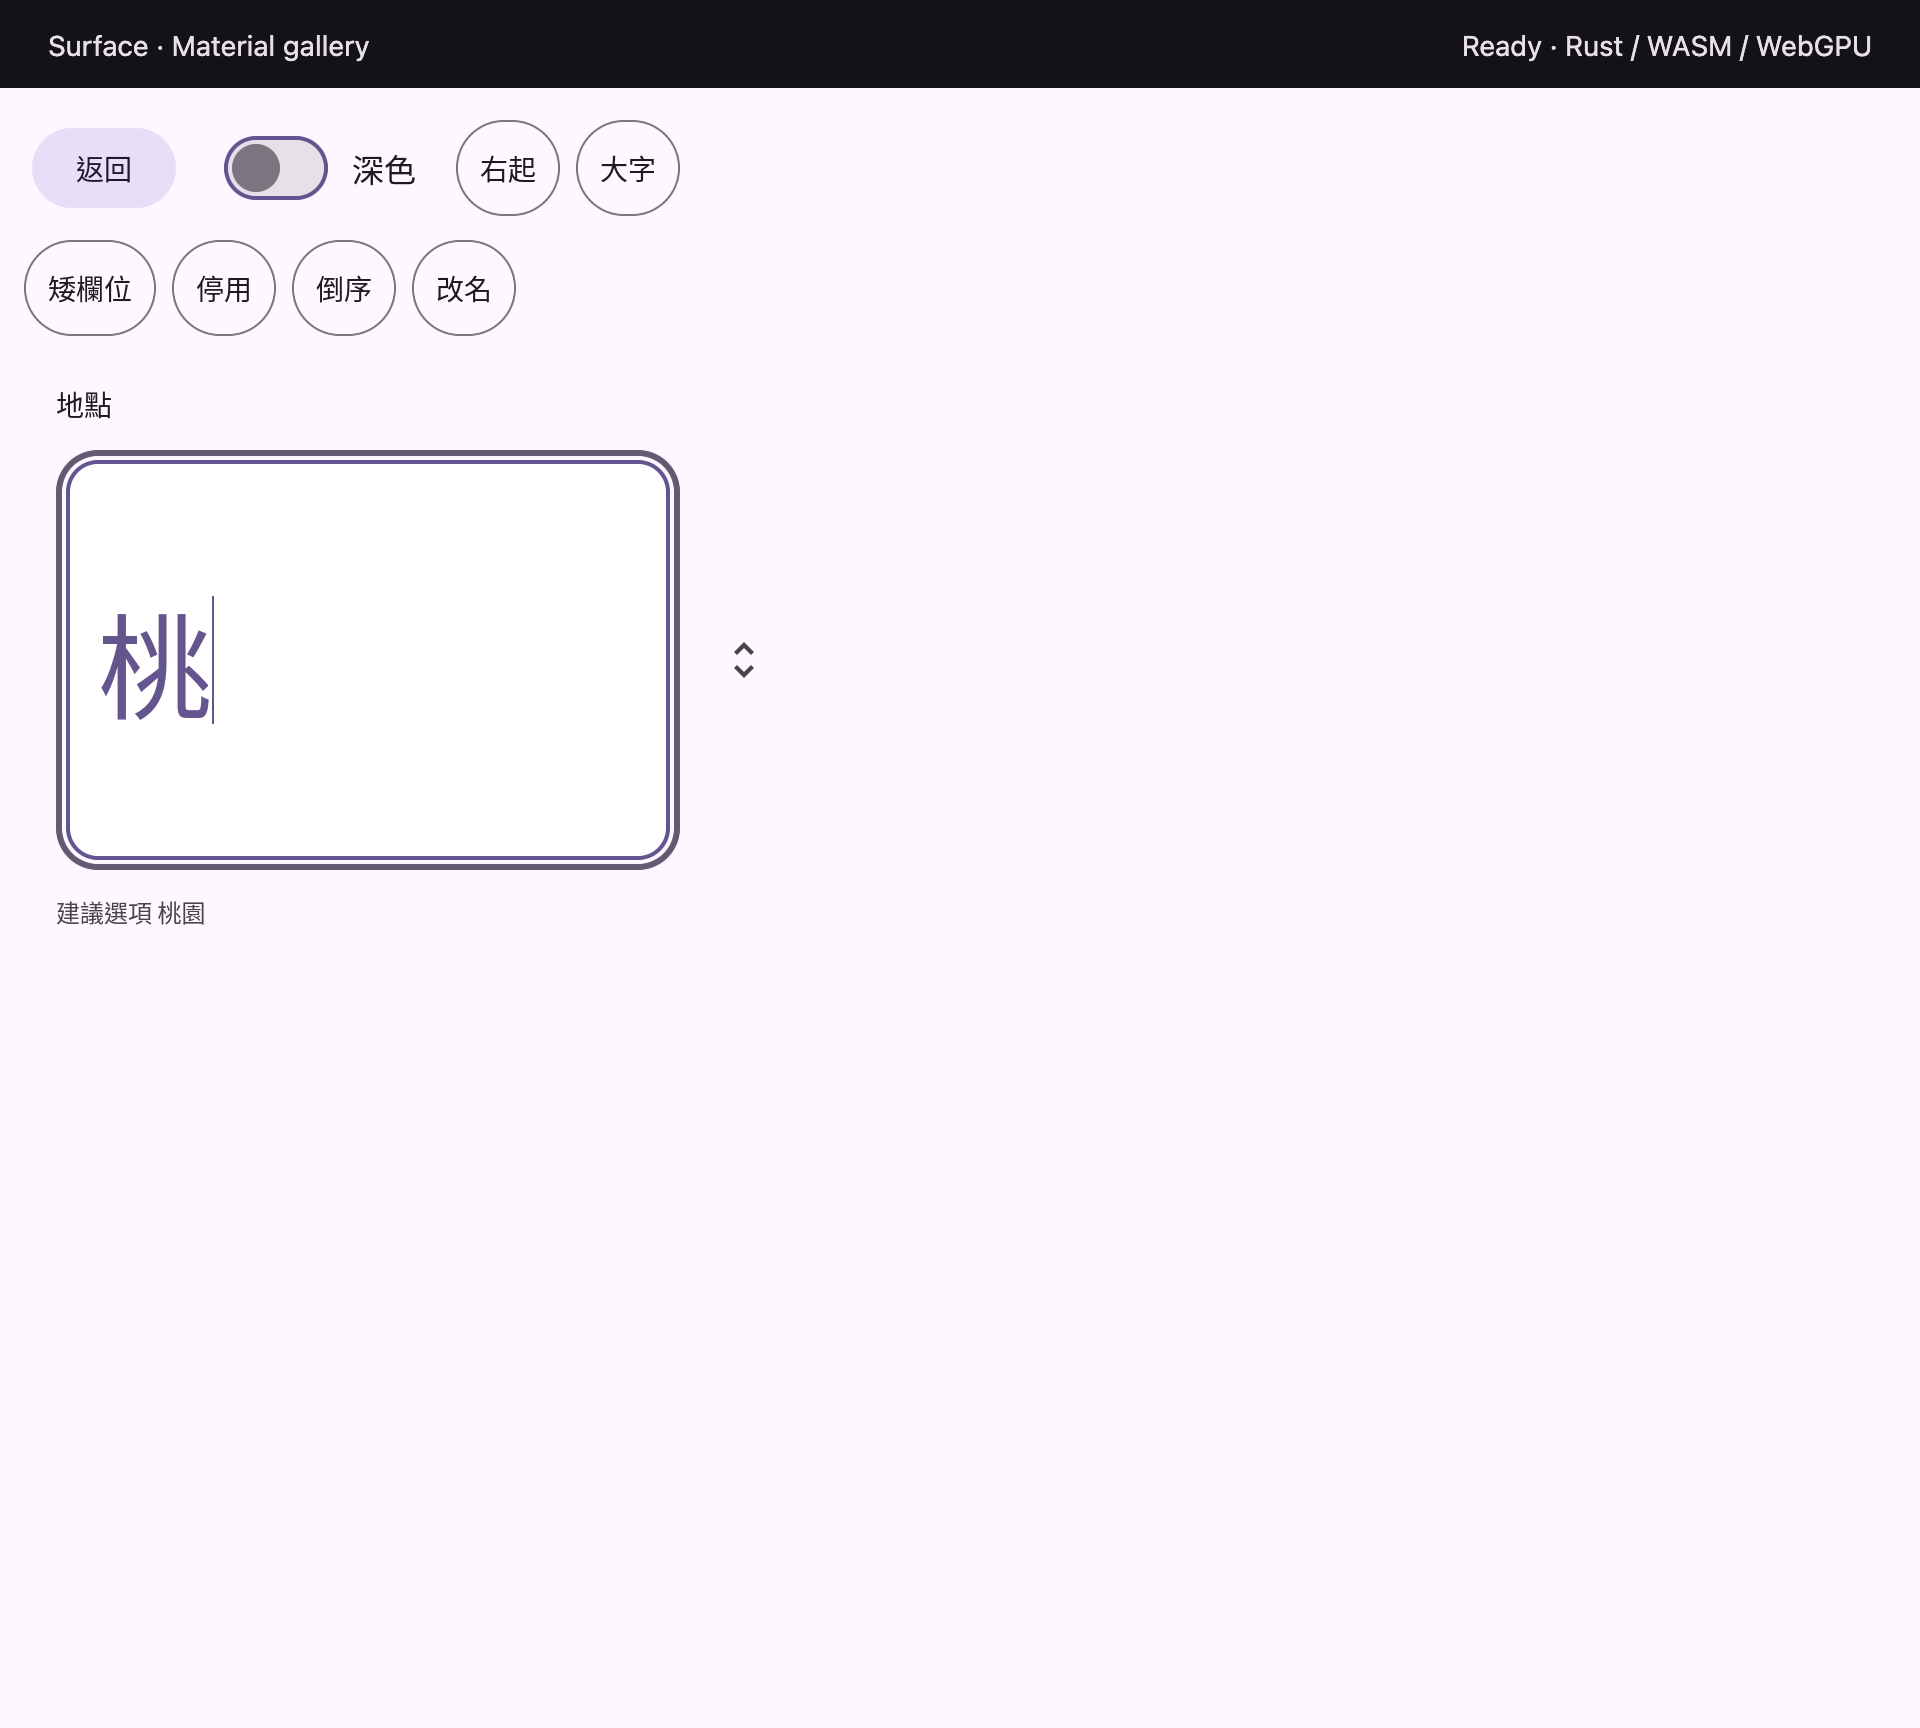 Surface · Material gallery
Ready · Rust / WASM / WebGPU
返回 深色 右起 大字
矮欄位 停用 倒序 改名
地點
桃
建議選項 桃園